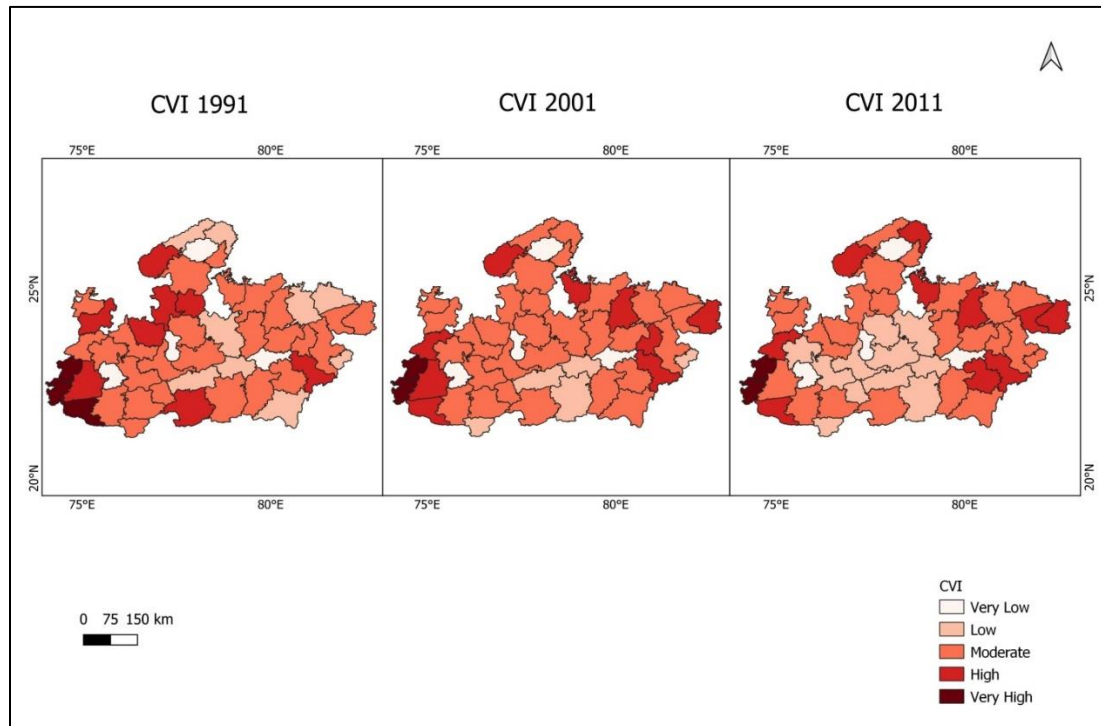 CVI 1991
CVI 2001
CVI 2011
75°E 80°E
75°E 80°E
75°E 80°E
25°N
25°N
20°N
20°N
75°E 80°E
75°E 80°E
75°E 80°E
0 75 150 km
CVI
Very Low
Low
Moderate
High
Very High